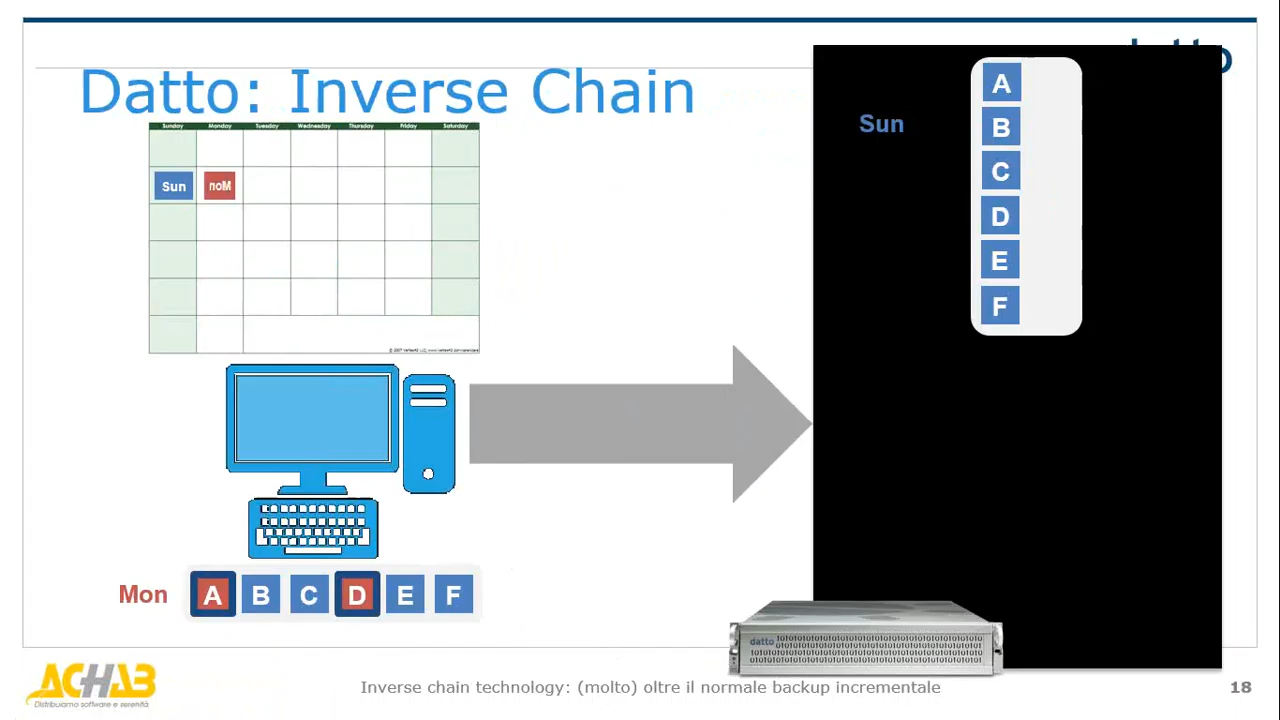 datto
Datto: Inverse Chain
Sunday Monday Tuesday Wednesday Thursday Friday Saturday
Sun noM
Sun
A
B
C
D
E
F
Mon A B C D E F
datto
ACHAB
Distribuiamo software e serenità
Inverse chain technology: (molto) oltre il normale backup incrementale
18